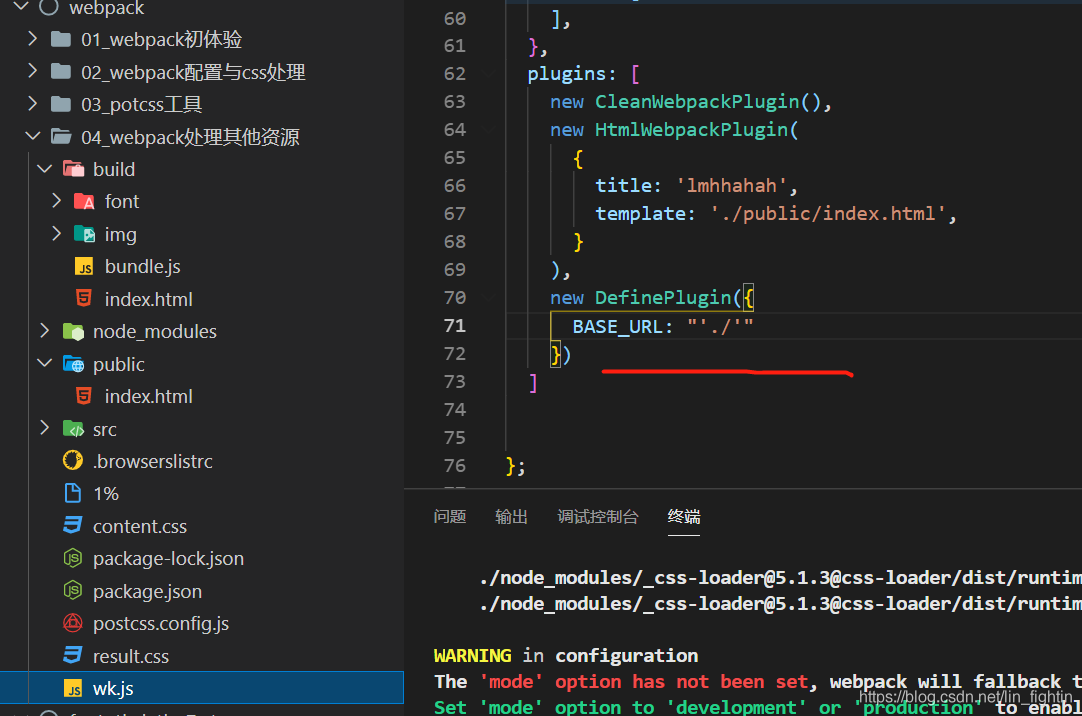 webpack
01_webpack初体验
02_webpack配置与css处理
03_potcss工具
04_webpack处理其他资源
build
font
img
bundle.js
index.html
node_modules
public
index.html
src
.browserslistrc
1%
content.css
package-lock.json
package.json
postcss.config.js
result.css
wk.js
60 ],
61 },
62 plugins: [
63 new CleanWebpackPlugin(),
64 new HtmlWebpackPlugin(
65 {
66 title: 'lmhhahah',
67 template: './public/index.html',
68 }
69 ),
70 new DefinePlugin({
71 BASE_URL: "'./'"
72 })
73 ]
74
75
76 };
问题 输出 调试控制台 终端
./node_modules/_css-loader@5.1.3@css-loader/dist/runtim
./node_modules/_css-loader@5.1.3@css-loader/dist/runtim
WARNING in configuration
The 'mode' option has not been set, webpack will fallback t
Set 'mode' option to 'development' or 'production' to enabl
https://blog.csdn.net/lin_fightin